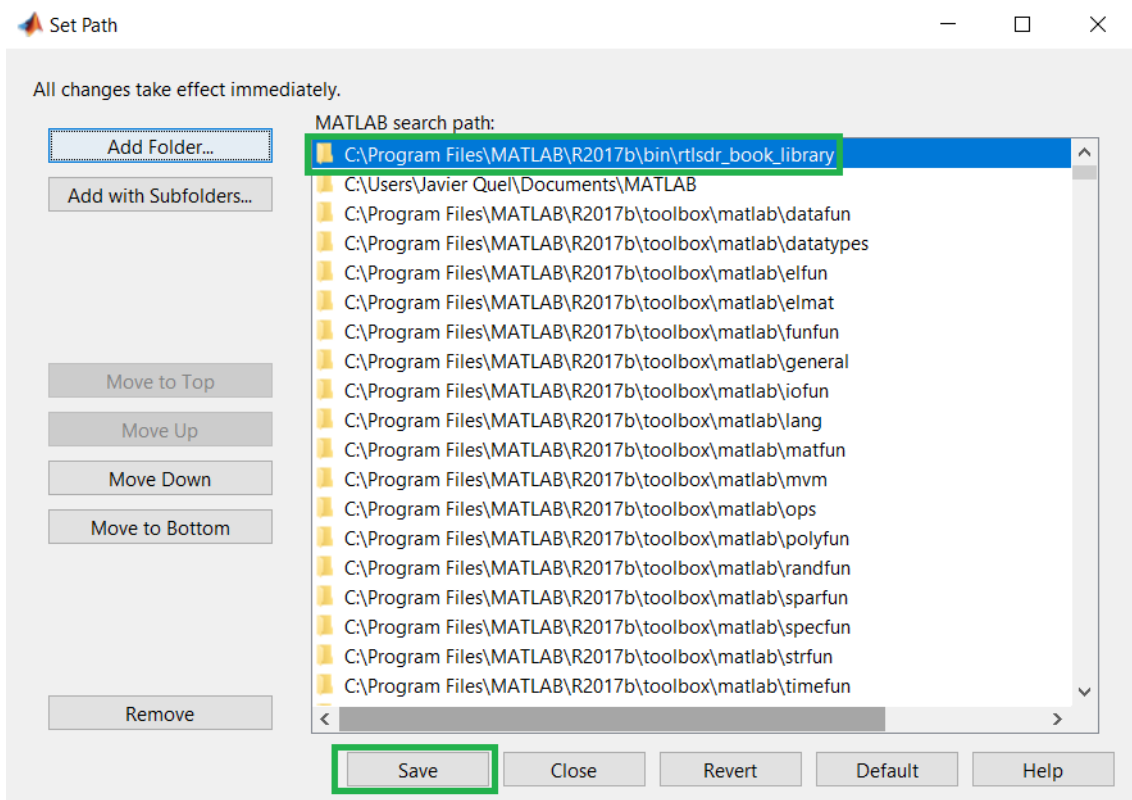 Set Path
All changes take effect immediately.
MATLAB search path:
Add Folder...
Add with Subfolders...
Move to Top
Move Up
Move Down
Move to Bottom
Remove
C:\Program Files\MATLAB\R2017b\bin\rtlsdr_book_library
C:\Users\Javier Quel\Documents\MATLAB
C:\Program Files\MATLAB\R2017b\toolbox\matlab\datafun
C:\Program Files\MATLAB\R2017b\toolbox\matlab\datatypes
C:\Program Files\MATLAB\R2017b\toolbox\matlab\elfun
C:\Program Files\MATLAB\R2017b\toolbox\matlab\elmat
C:\Program Files\MATLAB\R2017b\toolbox\matlab\funfun
C:\Program Files\MATLAB\R2017b\toolbox\matlab\general
C:\Program Files\MATLAB\R2017b\toolbox\matlab\iofun
C:\Program Files\MATLAB\R2017b\toolbox\matlab\lang
C:\Program Files\MATLAB\R2017b\toolbox\matlab\matfun
C:\Program Files\MATLAB\R2017b\toolbox\matlab\mvm
C:\Program Files\MATLAB\R2017b\toolbox\matlab\ops
C:\Program Files\MATLAB\R2017b\toolbox\matlab\polyfun
C:\Program Files\MATLAB\R2017b\toolbox\matlab\randfun
C:\Program Files\MATLAB\R2017b\toolbox\matlab\sparfun
C:\Program Files\MATLAB\R2017b\toolbox\matlab\specfun
C:\Program Files\MATLAB\R2017b\toolbox\matlab\strfun
C:\Program Files\MATLAB\R2017b\toolbox\matlab\timefun
Save Close Revert Default Help